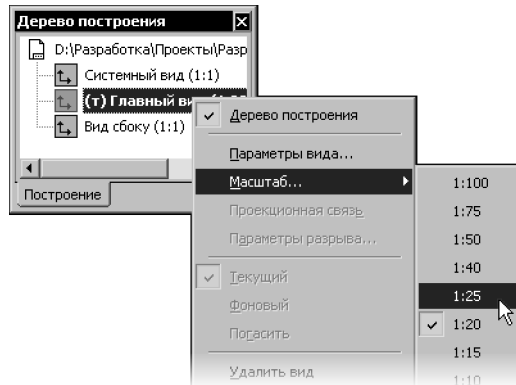 Дерево построения
D:\Разработка\Проекты\Разр
Системный вид (1:1)
(т) Главный ви
Вид сбоку (1:1)
Построение
Дерево построения
Параметры вида...
Масштаб...
Проекционная связь
Параметры разрыва...
Текущий
Фоновый
Погасить
Удалить вид
1:100
1:75
1:50
1:40
1:25
1:20
1:15
1:10